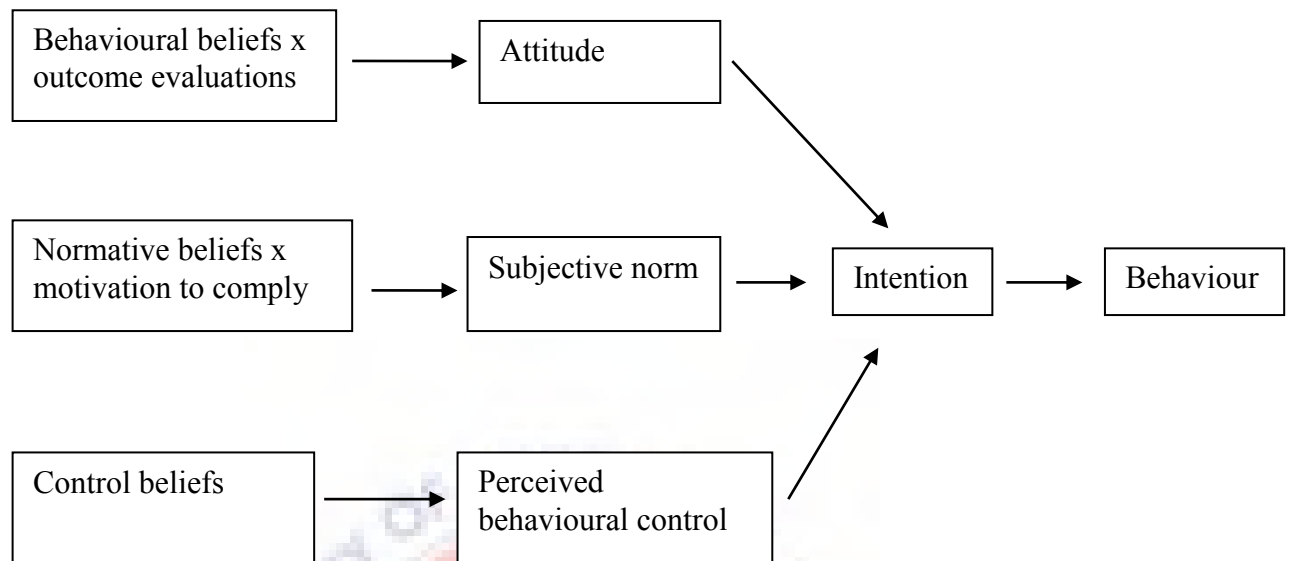 Behavioural beliefs x
outcome evaluations
Attitude
Normative beliefs x
motivation to comply
Subjective norm
Intention
Behaviour
Control beliefs
Perceived
behavioural control